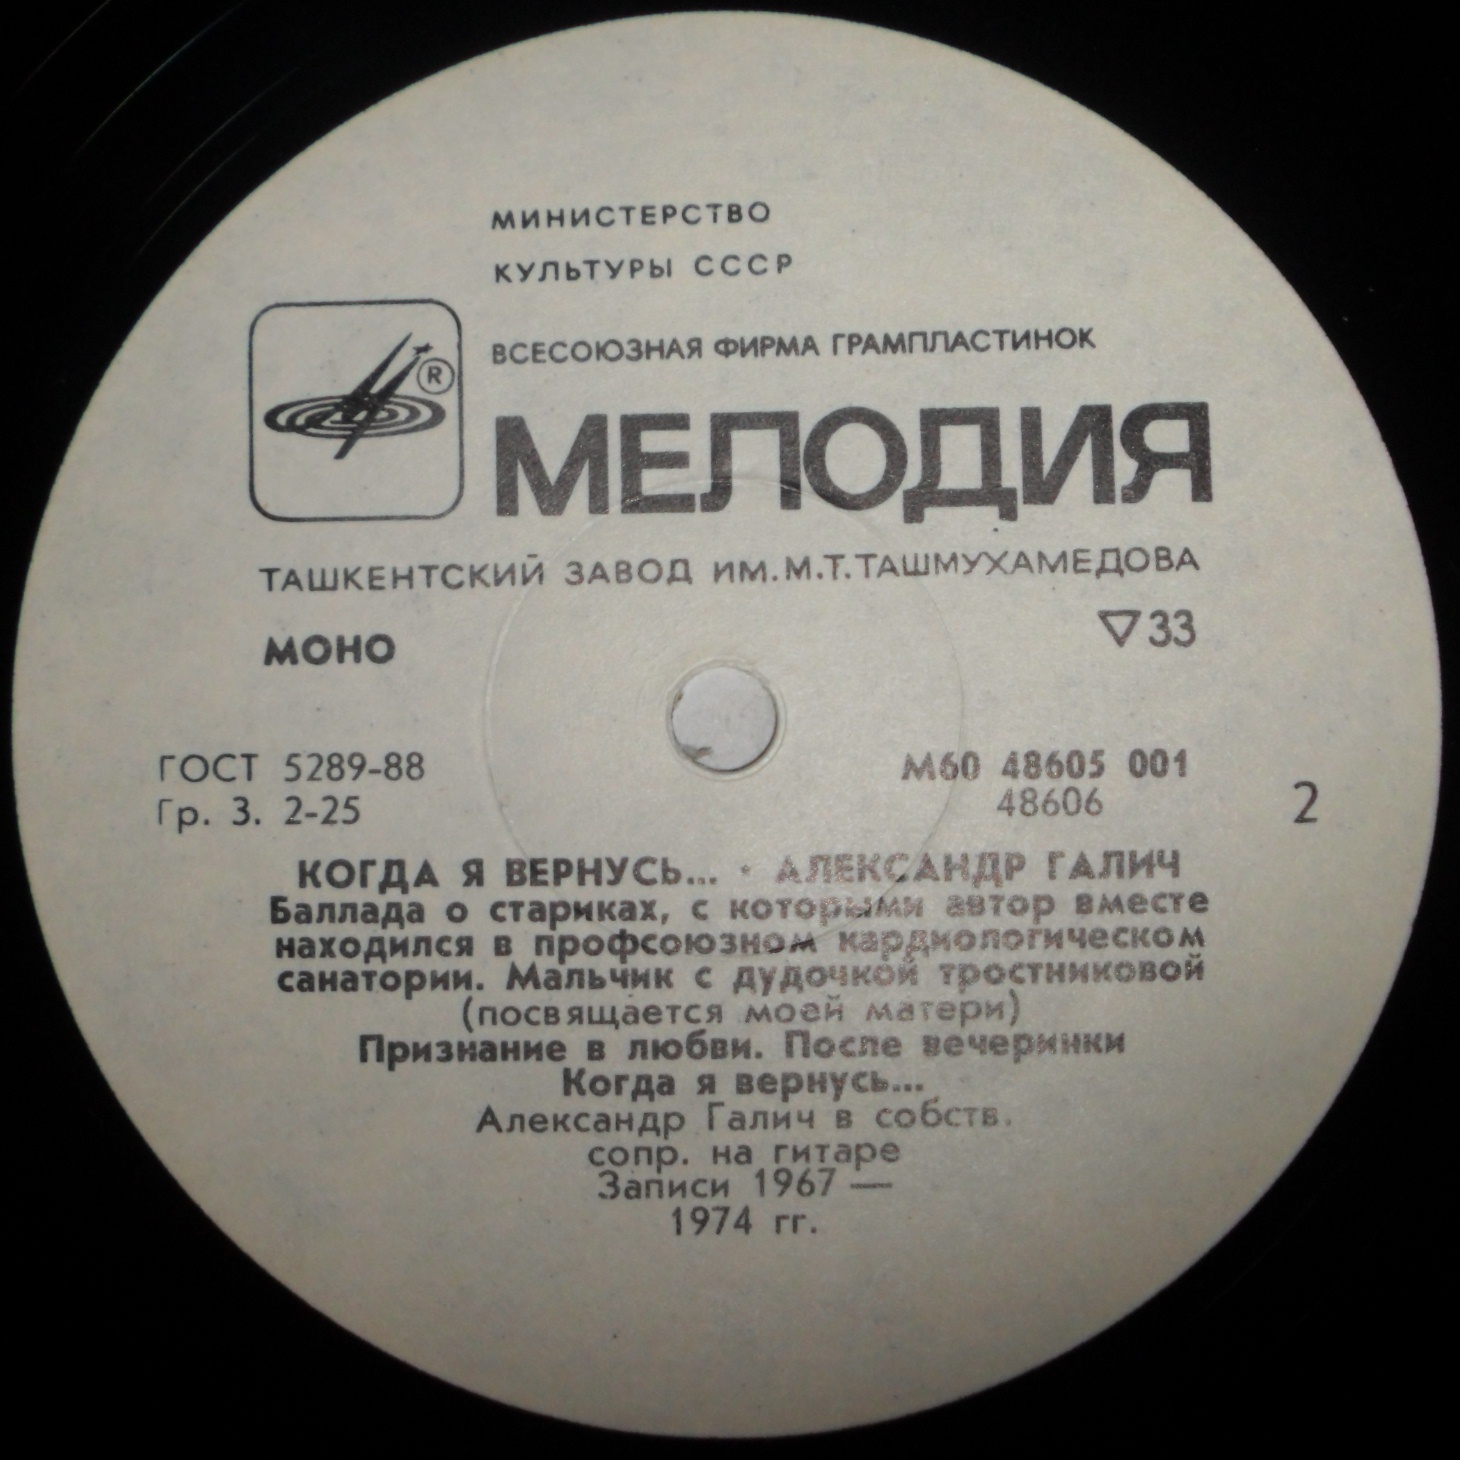 МИНИСТЕРСТВО
КУЛЬТУРЫ СССР
ВСЕСОЮЗНАЯ ФИРМА ГРАМПЛАСТИНОК
®
МЕЛОДИЯ
ТАШКЕНТСКИЙ ЗАВОД ИМ. М.Т. ТАШМУХАМЕДОВА
МОНО
▽33
ГОСТ 5289-88
Гр. 3. 2-25
М60 48605 001
48606
2
КОГДА Я ВЕРНУСЬ... · АЛЕКСАНДР ГАЛИЧ
Баллада о стариках, с которыми автор вместе
находился в профсоюзном кардиологическом
санатории. Мальчик с дудочкой тростниковой
(посвящается моей матери)
Признание в любви. После вечеринки
Когда я вернусь...
Александр Галич в собств.
сопр. на гитаре
Записи 1967 —
1974 гг.